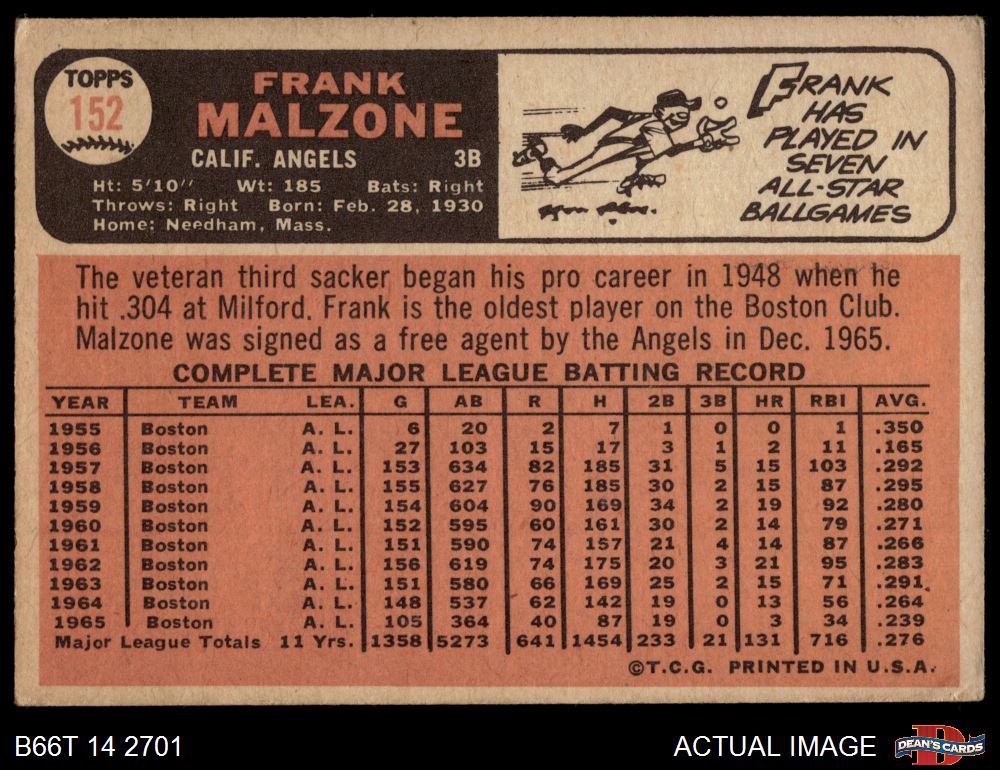 TOPPS
152
FRANK
MALZONE
CALIF. ANGELS 3B
Ht: 5'10" Wt: 185 Bats: Right
Throws: Right Born: Feb. 28, 1930
Home: Needham, Mass.
FRANK
HAS
PLAYED IN
SEVEN
ALL-STAR
BALLGAMES
The veteran third sacker began his pro career in 1948 when he
hit .304 at Milford. Frank is the oldest player on the Boston Club.
Malzone was signed as a free agent by the Angels in Dec. 1965.
COMPLETE MAJOR LEAGUE BATTING RECORD
YEAR TEAM LEA. G AB R H 2B 3B HR RBI AVG.
1955 Boston A. L. 6 20 2 7 1 0 0 1 .350
1956 Boston A. L. 27 103 15 17 3 1 2 11 .165
1957 Boston A. L. 153 634 82 185 31 5 15 103 .292
1958 Boston A. L. 155 627 76 185 30 2 15 87 .295
1959 Boston A. L. 154 604 90 169 34 2 19 92 .280
1960 Boston A. L. 152 595 60 161 30 2 14 79 .271
1961 Boston A. L. 151 590 74 157 21 4 14 87 .266
1962 Boston A. L. 156 619 74 175 20 3 21 95 .283
1963 Boston A. L. 151 580 66 169 25 2 15 71 .291
1964 Boston A. L. 148 537 62 142 19 0 13 56 .264
1965 Boston A. L. 105 364 40 87 19 0 3 34 .239
Major League Totals 11 Yrs. 1358 5273 641 1454 233 21 131 716 .276
©T.C.G. PRINTED IN U.S.A.
B66T 14 2701
ACTUAL IMAGE
DEAN'S CARDS